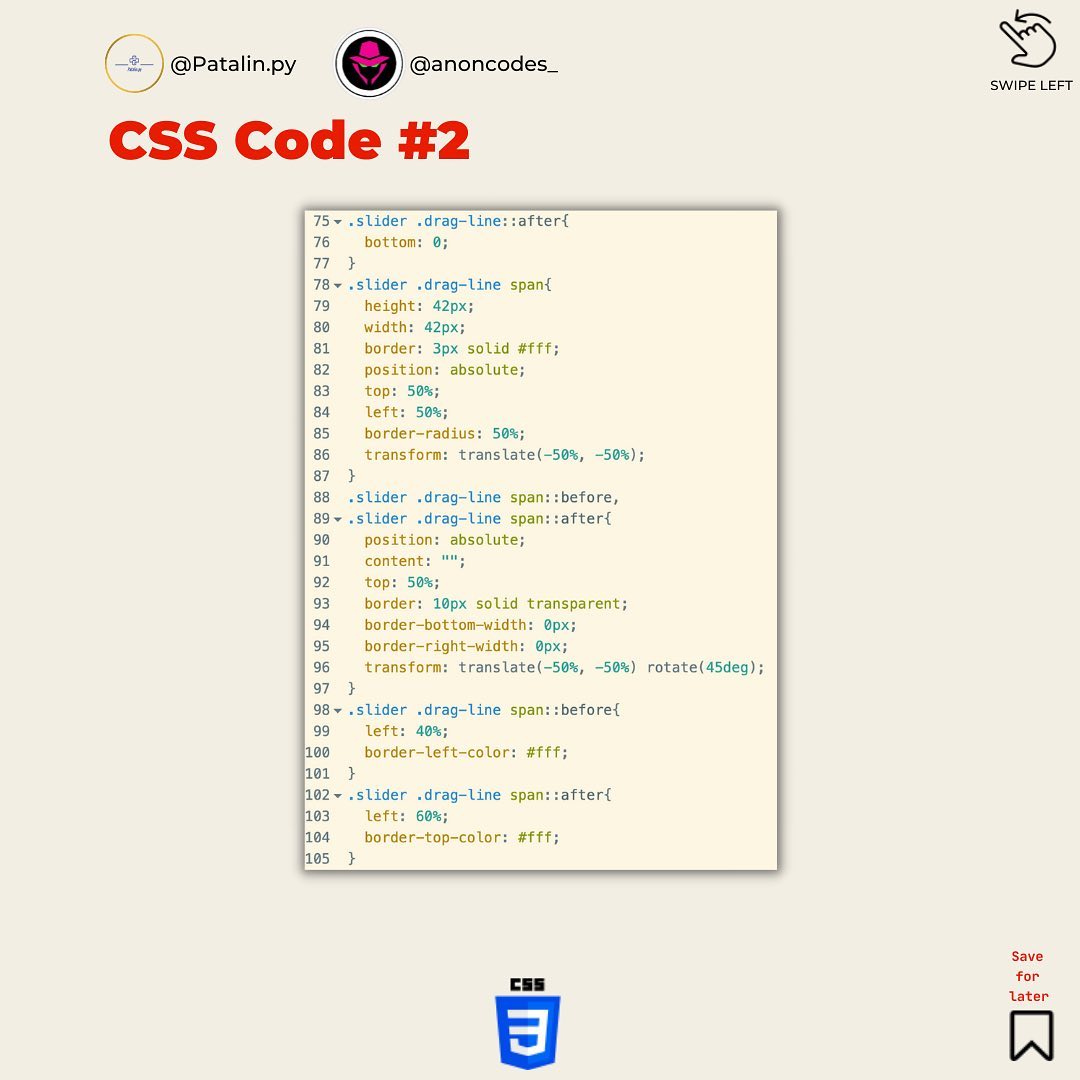 @Patalin.py
@anoncodes_
SWIPE LEFT
CSS Code #2
75 .slider .drag-line::after{
76   bottom: 0;
77 }
78 .slider .drag-line span{
79   height: 42px;
80   width: 42px;
81   border: 3px solid #fff;
82   position: absolute;
83   top: 50%;
84   left: 50%;
85   border-radius: 50%;
86   transform: translate(-50%, -50%);
87 }
88 .slider .drag-line span::before,
89 .slider .drag-line span::after{
90   position: absolute;
91   content: "";
92   top: 50%;
93   border: 10px solid transparent;
94   border-bottom-width: 0px;
95   border-right-width: 0px;
96   transform: translate(-50%, -50%) rotate(45deg);
97 }
98 .slider .drag-line span::before{
99   left: 40%;
100   border-left-color: #fff;
101 }
102 .slider .drag-line span::after{
103   left: 60%;
104   border-top-color: #fff;
105 }
Save
for
later
CSS
3